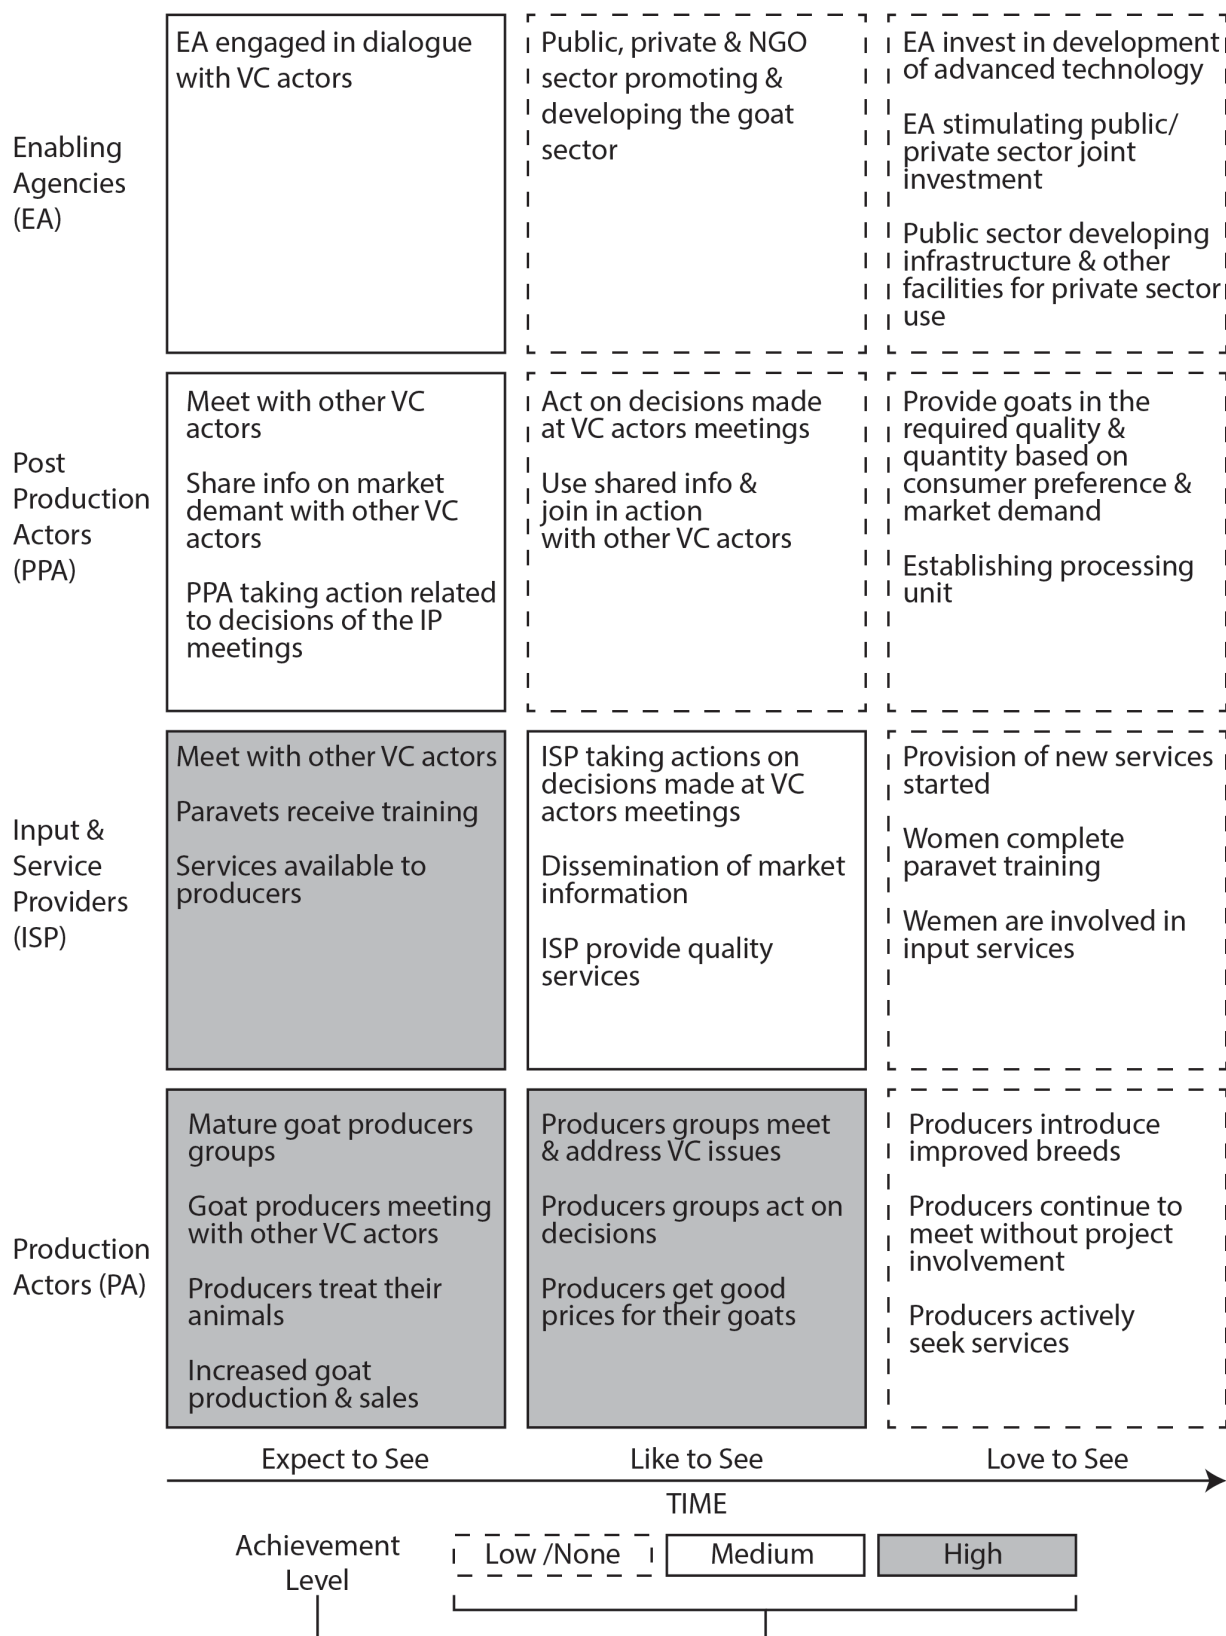 Enabling
Agencies
(EA)
EA engaged in dialogue
with VC actors
Public, private & NGO
sector promoting &
developing the goat
sector
EA invest in development
of advanced technology
EA stimulating public/
private sector joint
investment
Public sector developing
infrastructure & other
facilities for private sector
use
Post
Production
Actors
(PPA)
Meet with other VC
actors
Share info on market
demant with other VC
actors
PPA taking action related
to decisions of the IP
meetings
Act on decisions made
at VC actors meetings
Use shared info &
join in action
with other VC actors
Provide goats in the
required quality &
quantity based on
consumer preference &
market demand
Establishing processing
unit
Input &
Service
Providers
(ISP)
Meet with other VC actors
Paravets receive training
Services available to
producers
ISP taking actions on
decisions made at VC
actors meetings
Dissemination of market
information
ISP provide quality
services
Provision of new services
started
Women complete
paravet training
Wemen are involved in
input services
Production
Actors (PA)
Mature goat producers
groups
Goat producers meeting
with other VC actors
Producers treat their
animals
Increased goat
production & sales
Producers groups meet
& address VC issues
Producers groups act on
decisions
Producers get good
prices for their goats
Producers introduce
improved breeds
Producers continue to
meet without project
involvement
Producers actively
seek services
Expect to See
Like to See
Love to See
TIME
Achievement
Level
Low /None
Medium
High